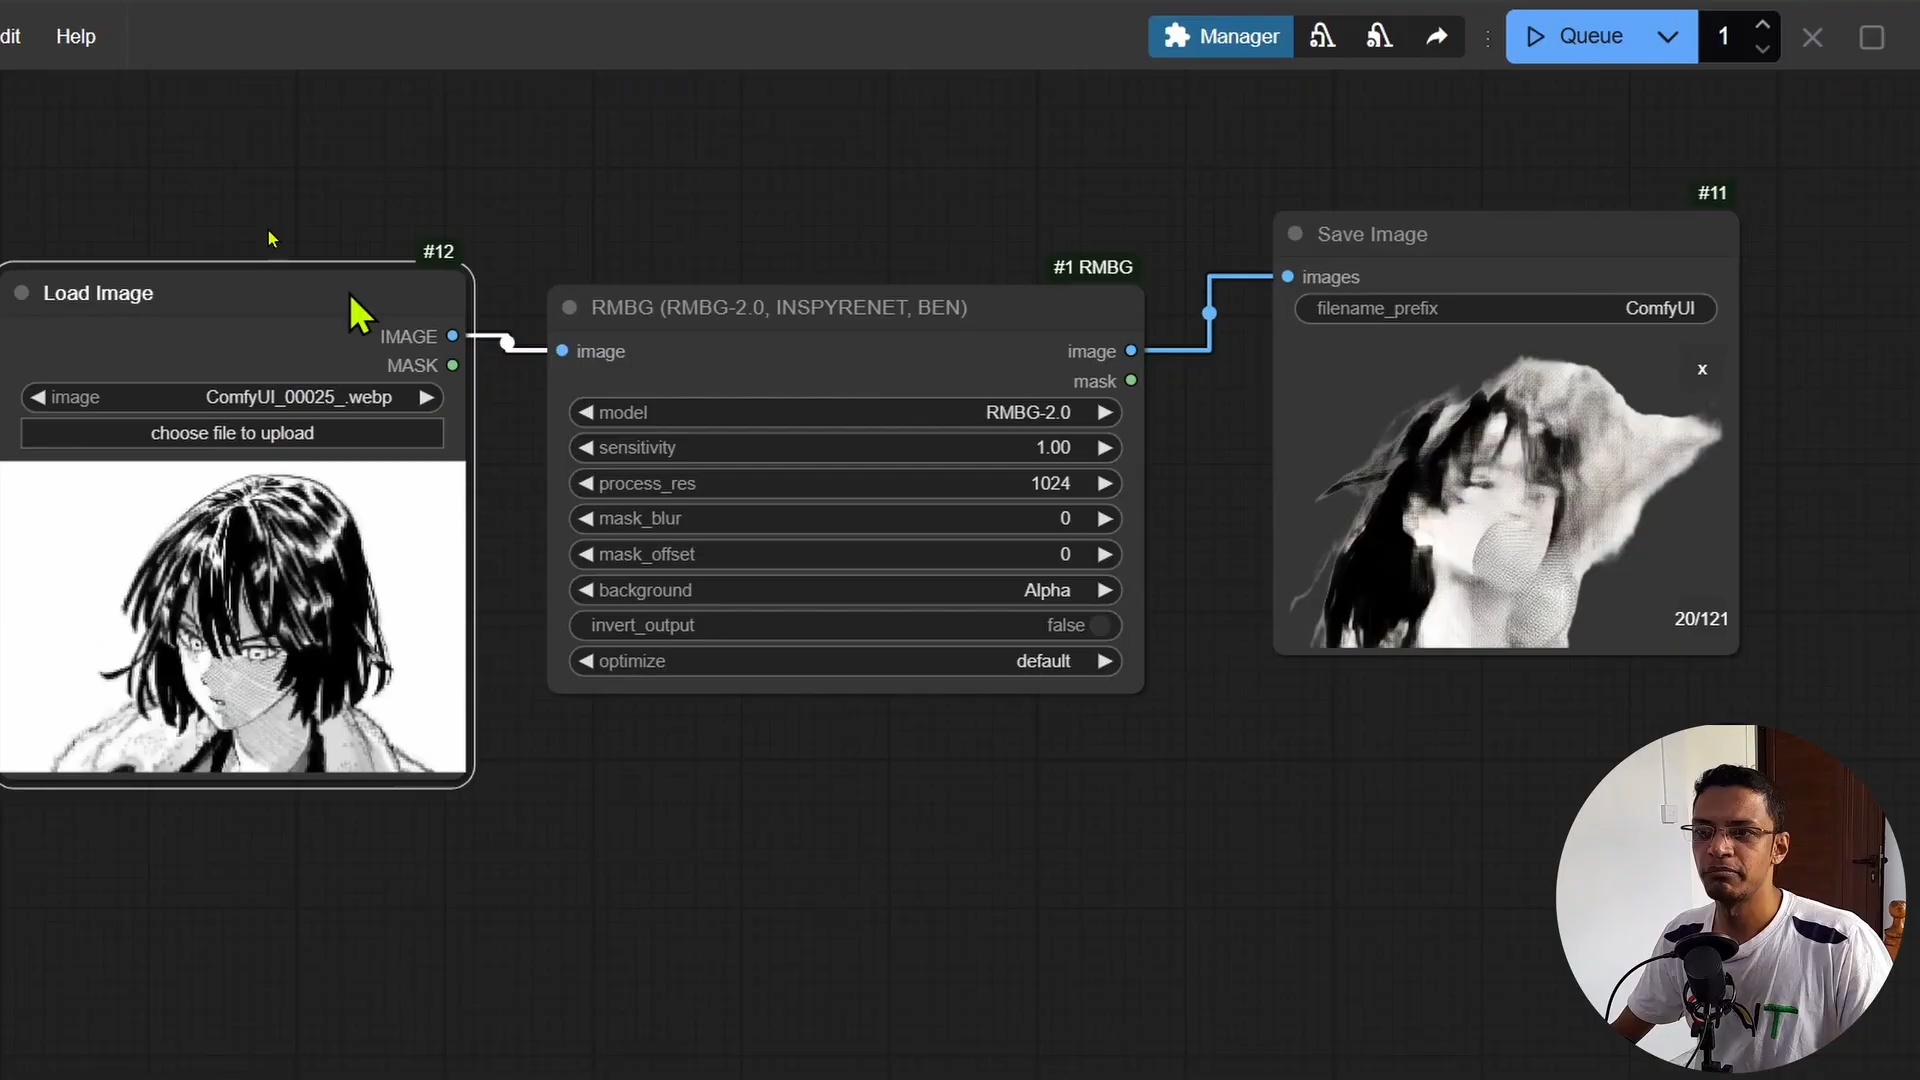 dit
Help
Manager
Queue
1
#12
Load Image
IMAGE
MASK
image
ComfyUI_00025_.webp
choose file to upload
#1 RMBG
RMBG (RMBG-2.0, INSPYRENET, BEN)
image
image
mask
model
RMBG-2.0
sensitivity
1.00
process_res
1024
mask_blur
0
mask_offset
0
background
Alpha
invert_output
false
optimize
default
#11
Save Image
images
filename_prefix
ComfyUI
x
20/121